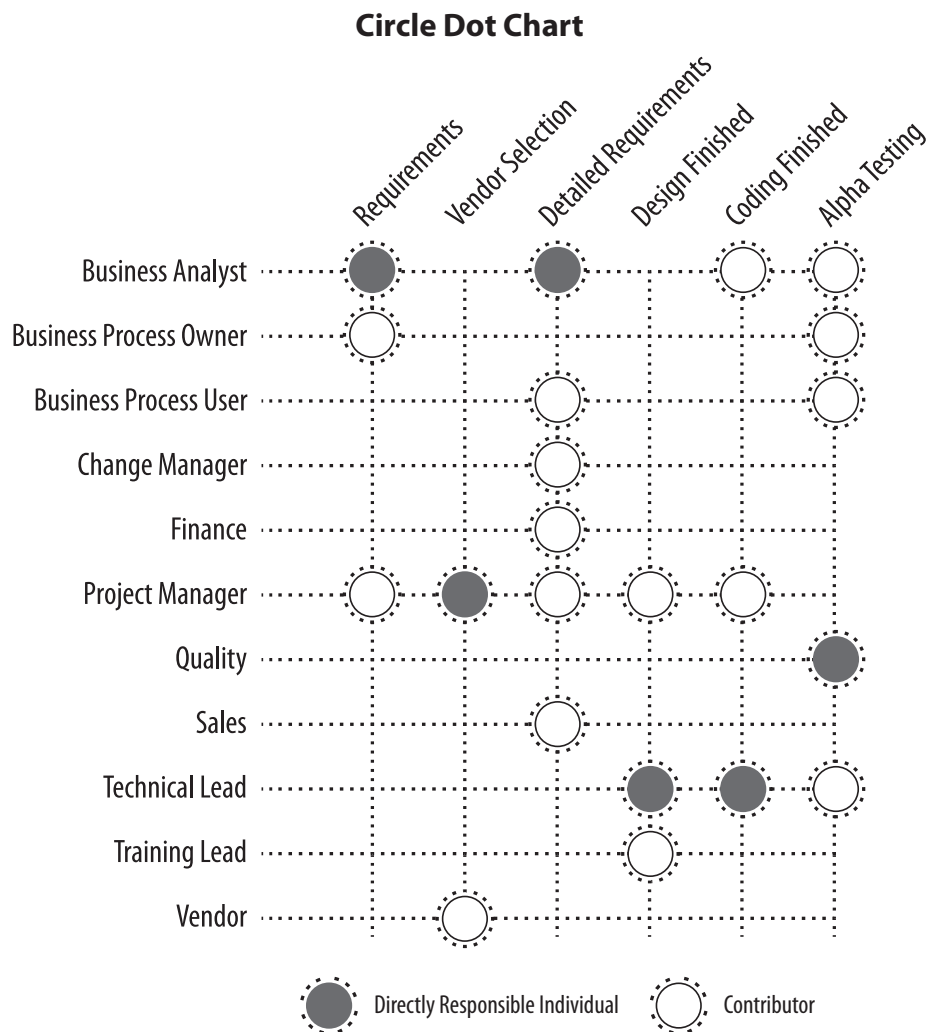 Circle Dot Chart
Requirements
Vendor Selection
Detailed Requirements
Design Finished
Coding Finished
Alpha Testing
Business Analyst
Business Process Owner
Business Process User
Change Manager
Finance
Project Manager
Quality
Sales
Technical Lead
Training Lead
Vendor
Directly Responsible Individual
Contributor